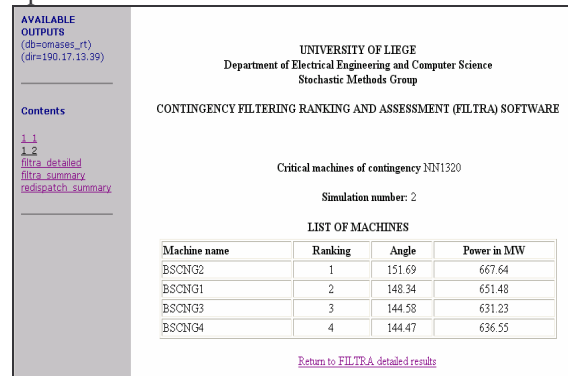 AVAILABLE
OUTPUTS
(db=omases_rt)
(dir=190.17.13.39)
Contents
1_1
1_2
filtra_detailed
filtra_summary
redispatch_summary
UNIVERSITY OF LIEGE
Department of Electrical Engineering and Computer Science
Stochastic Methods Group
CONTINGENCY FILTERING RANKING AND ASSESSMENT (FILTRA) SOFTWARE
Critical machines of contingency NN1320
Simulation number: 2
LIST OF MACHINES
Machine name Ranking Angle Power in MW
BSCNG2 1 151.69 667.64
BSCNG1 2 148.34 651.48
BSCNG3 3 144.58 631.23
BSCNG4 4 144.47 636.55
Return to FILTRA detailed results